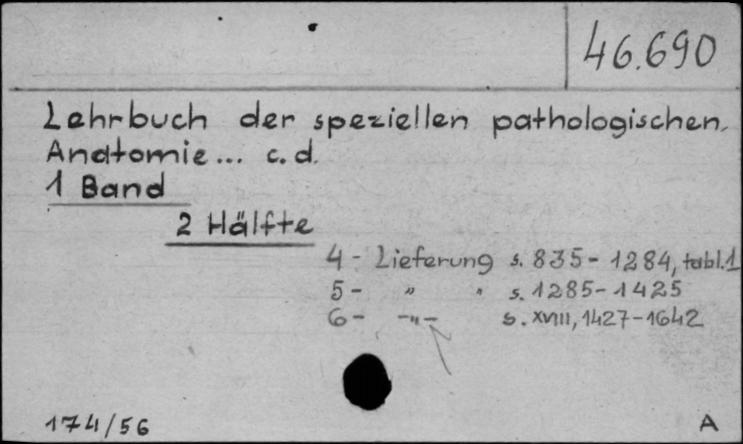 46.690
Lehrbuch der speziellen pathologischen
Anatomie... c.d.
1 Band
2 Hälfte
4 - Lieferung s. 835 - 1284, tabl. 1
5 - " " s. 1285 - 1425
6 - -"- s. XVIII, 1427 - 1642
174/56 A